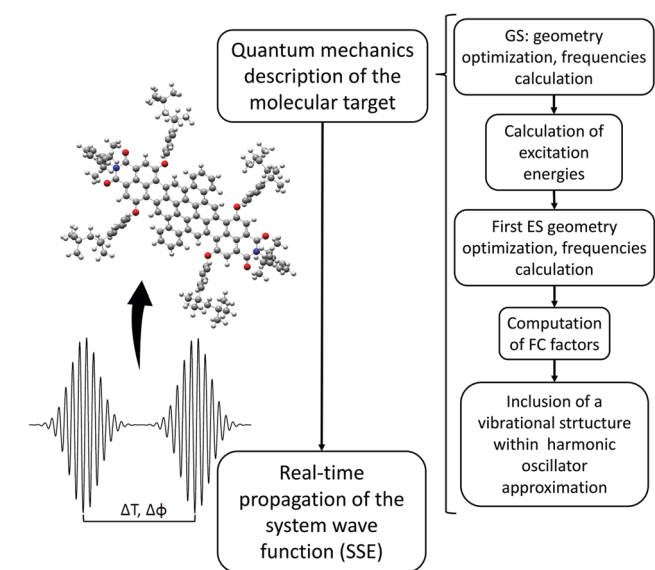 Quantum mechanics
description of the
molecular target
GS: geometry
optimization, frequencies
calculation
Calculation of
excitation
energies
First ES geometry
optimization, frequencies
calculation
Computation
of FC factors
Inclusion of a
vibrational strtucture
within harmonic
oscillator
approximation
ΔT, Δϕ
Real-time
propagation of the
system wave
function (SSE)